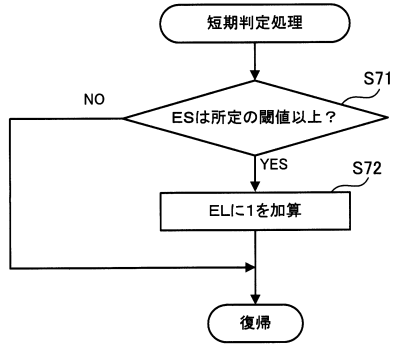 短期判定処理
S71
ESは所定の閾値以上？
NO
YES
S72
ELに1を加算
復帰